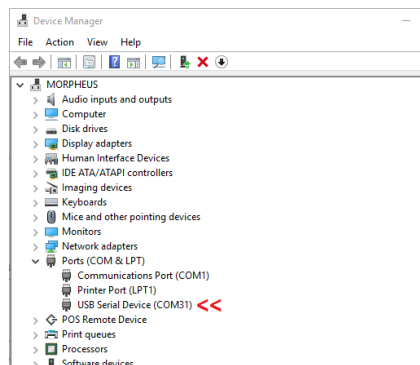 Device Manager
File Action View Help
MORPHEUS
Audio inputs and outputs
Computer
Disk drives
Display adapters
Human Interface Devices
IDE ATA/ATAPI controllers
Imaging devices
Keyboards
Mice and other pointing devices
Monitors
Network adapters
Ports (COM & LPT)
Communications Port (COM1)
Printer Port (LPT1)
USB Serial Device (COM31) <<
POS Remote Device
Print queues
Processors
Software devices